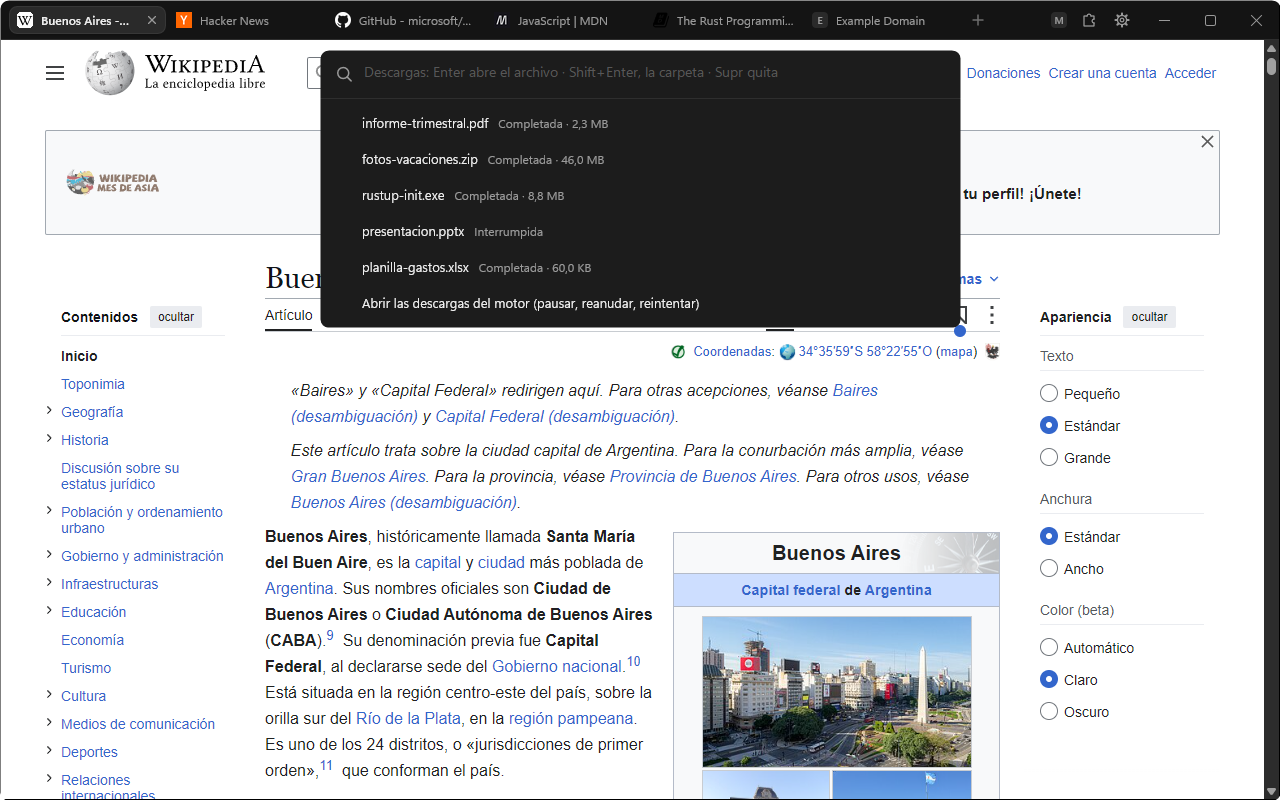 Buenos Aires -...
Hacker News
GitHub - microsoft/...
JavaScript | MDN
The Rust Programmi...
E Example Domain
M
WIKIPEDIA
La enciclopedia libre
Donaciones Crear una cuenta Acceder
Descargas: Enter abre el archivo · Shift+Enter, la carpeta · Supr quita
informe-trimestral.pdf Completada · 2,3 MB
fotos-vacaciones.zip Completada · 46,0 MB
rustup-init.exe Completada · 8,8 MB
presentacion.pptx Interrumpida
planilla-gastos.xlsx Completada · 60,0 KB
Abrir las descargas del motor (pausar, reanudar, reintentar)
WIKIPEDIA
MES DE ASIA
tu perfil! ¡Únete!
Artículo
Contenidos ocultar
Inicio
Toponimia
Geografía
Historia
Discusión sobre su
estatus jurídico
Población y ordenamiento
urbano
Gobierno y administración
Infraestructuras
Educación
Economía
Turismo
Cultura
Medios de comunicación
Deportes
Relaciones
internacionales
Coordenadas: 34°35′59″S 58°22′55″O (mapa)
«Baires» y «Capital Federal» redirigen aquí. Para otras acepciones, véanse Baires
(desambiguación) y Capital Federal (desambiguación).
Este artículo trata sobre la ciudad capital de Argentina. Para la conurbación más amplia, véase
Gran Buenos Aires. Para la provincia, véase Provincia de Buenos Aires. Para otros usos, véase
Buenos Aires (desambiguación).
Buenos Aires, históricamente llamada Santa María
del Buen Aire, es la capital y ciudad más poblada de
Argentina. Sus nombres oficiales son Ciudad de
Buenos Aires o Ciudad Autónoma de Buenos Aires
(CABA).9 Su denominación previa fue Capital
Federal, al declararse sede del Gobierno nacional.10
Está situada en la región centro-este del país, sobre la
orilla sur del Río de la Plata, en la región pampeana.
Es uno de los 24 distritos, o «jurisdicciones de primer
orden»,11 que conforman el país.
Buenos Aires
Capital federal de Argentina
Apariencia ocultar
Texto
Pequeño
Estándar
Grande
Anchura
Estándar
Ancho
Color (beta)
Automático
Claro
Oscuro